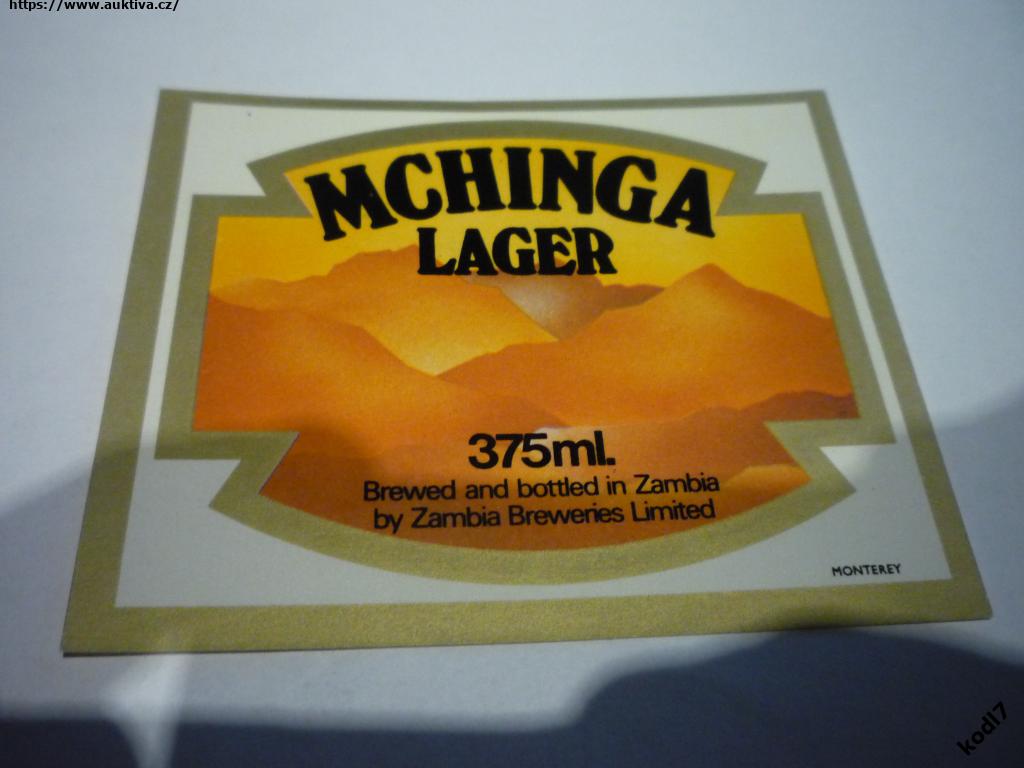 https://www.auktiva.cz/
MCHINGA
LAGER
375ml.
Brewed and bottled in Zambia
by Zambia Breweries Limited
MONTEREY
kodl7